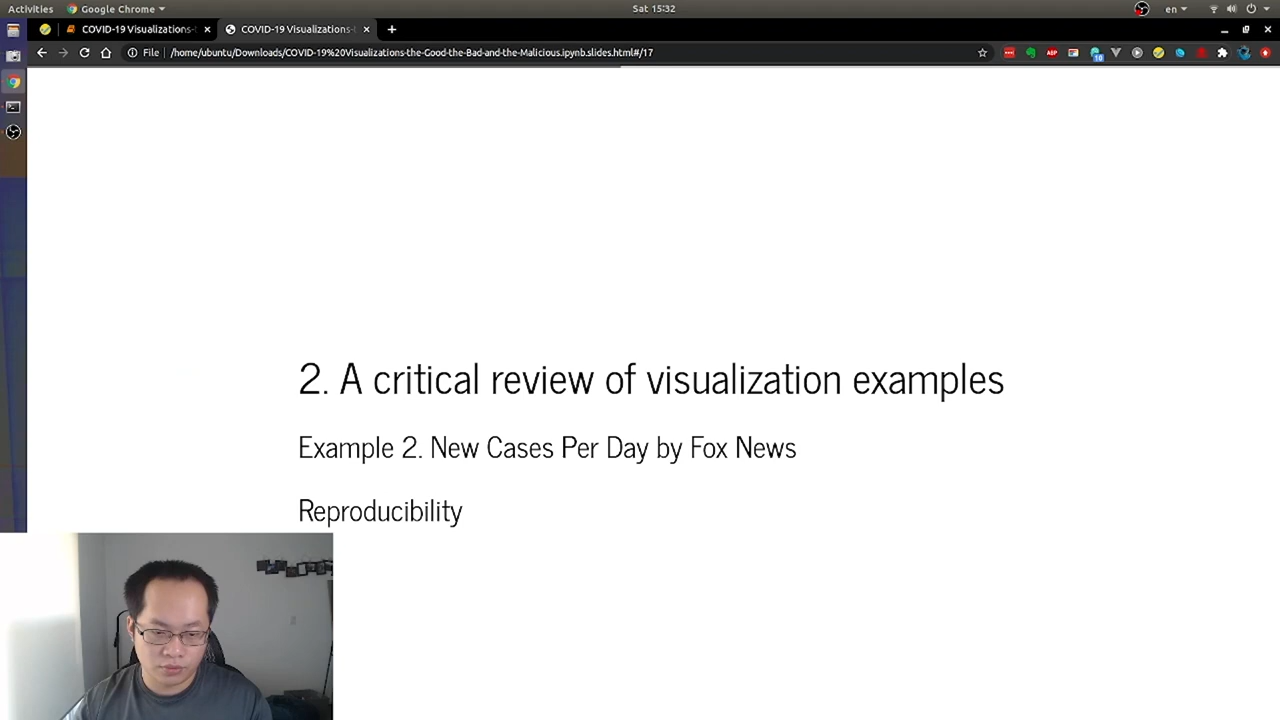 Activities
Google Chrome
Sat 15:32
en
COVID-19 Visualizations-
COVID-19 Visualizations-
File
/home/ubuntu/Downloads/COVID-19%20Visualizations-the-Good-the-Bad-and-the-Malicious.ipynb.slides.html#/17
ABP
10
2. A critical review of visualization examples
Example 2. New Cases Per Day by Fox News
Reproducibility